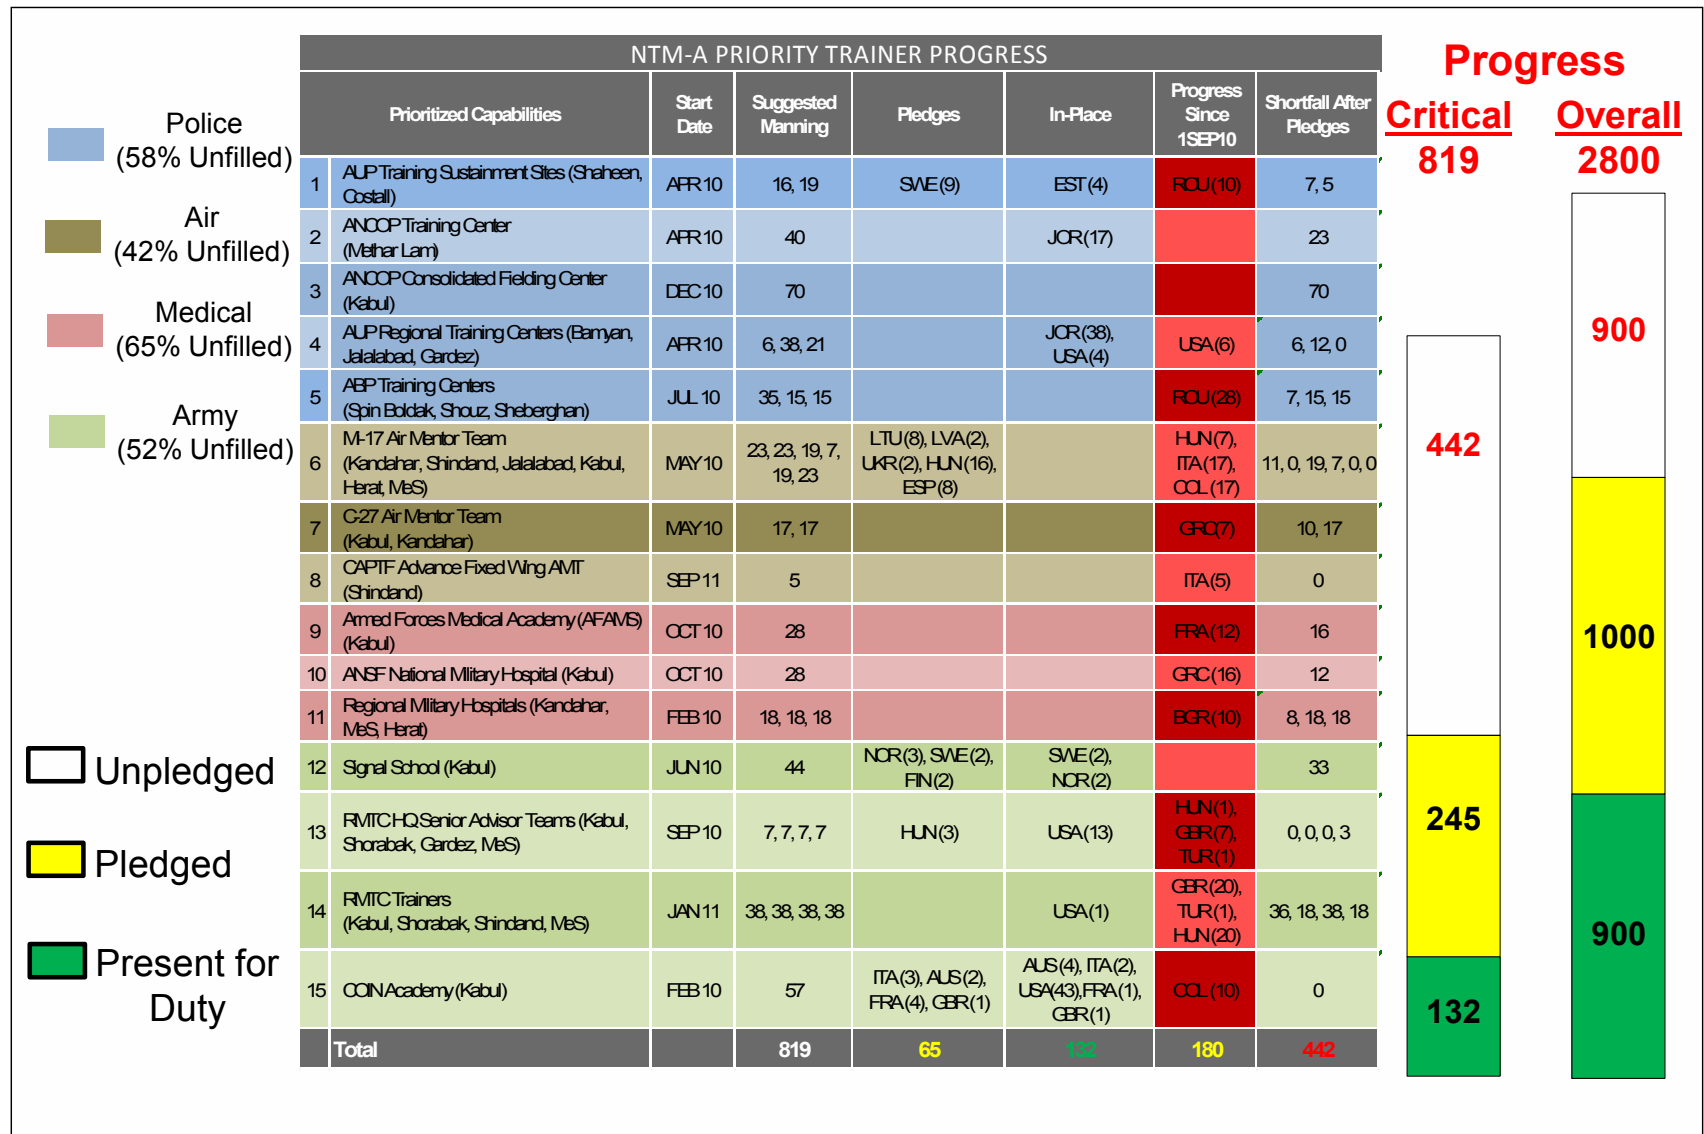 NTM-A PRIORITY TRAINER PROGRESS
Prioritized Capabilities
Start
Date
Suggested
Manning
Pledges
In-Place
Progress
Since
1SEP10
Shortfall After
Pledges
1
AUP Training Sustainment Sites (Shaheen,
Costall)
APR 10
16, 19
SWE (9)
EST (4)
ROU (10)
7, 5
2
ANCOP Training Center
(Methar Lam)
APR 10
40
JOR (17)
23
3
ANCOP Consolidated Fielding Center
(Kabul)
DEC 10
70
70
4
AUP Regional Training Centers (Bamyan,
Jalalabad, Gardez)
APR 10
6, 38, 21
JOR (38),
USA (4)
USA (6)
6, 12, 0
5
ABP Training Centers
(Spin Boldak, Shouz, Sheberghan)
JUL 10
35, 15, 15
ROU (28)
7, 15, 15
6
M-17 Air Mentor Team
(Kandahar, Shindand, Jalalabad, Kabul,
Herat, MeS)
MAY 10
23, 23, 19, 7,
19, 23
LTU (8), LVA (2),
UKR (2), HUN (16),
ESP (8)
HUN (7),
ITA (17),
COL (17)
11, 0, 19, 7, 0, 0
7
C-27 Air Mentor Team
(Kabul, Kandahar)
MAY 10
17, 17
GRC(7)
10, 17
8
CAPTF Advance Fixed Wing AMT
(Shindand)
SEP 11
5
ITA (5)
0
9
Armed Forces Medical Academy (AFAMS)
(Kabul)
OCT 10
28
FRA (12)
16
10
ANSF National Military Hospital (Kabul)
OCT 10
28
GRC (16)
12
11
Regional Military Hospitals (Kandahar,
MeS, Herat)
FEB 10
18, 18, 18
BGR (10)
8, 18, 18
12
Signal School (Kabul)
JUN 10
44
NOR (3), SWE (2),
FIN (2)
SWE (2),
NOR (2)
33
13
RMTC HQ Senior Advisor Teams (Kabul,
Shorabak, Gardez, MeS)
SEP 10
7, 7, 7, 7
HUN (3)
USA (13)
HUN (1),
GBR (7),
TUR (1)
0, 0, 0, 3
14
RMTC Trainers
(Kabul, Shorabak, Shindand, MeS)
JAN 11
38, 38, 38, 38
USA (1)
GBR (20),
TUR (1),
HUN (20)
36, 18, 38, 18
15
COIN Academy (Kabul)
FEB 10
57
ITA (3), AUS (2),
FRA (4), GBR (1)
AUS (4), ITA (2),
USA(43),FRA (1),
GBR (1)
COL (10)
0
Total
819
65
132
180
442
Police
(58% Unfilled)
Air
(42% Unfilled)
Medical
(65% Unfilled)
Army
(52% Unfilled)
Unpledged
Pledged
Present for
Duty
Progress
Critical
819
Overall
2800
442
245
132
900
1000
900